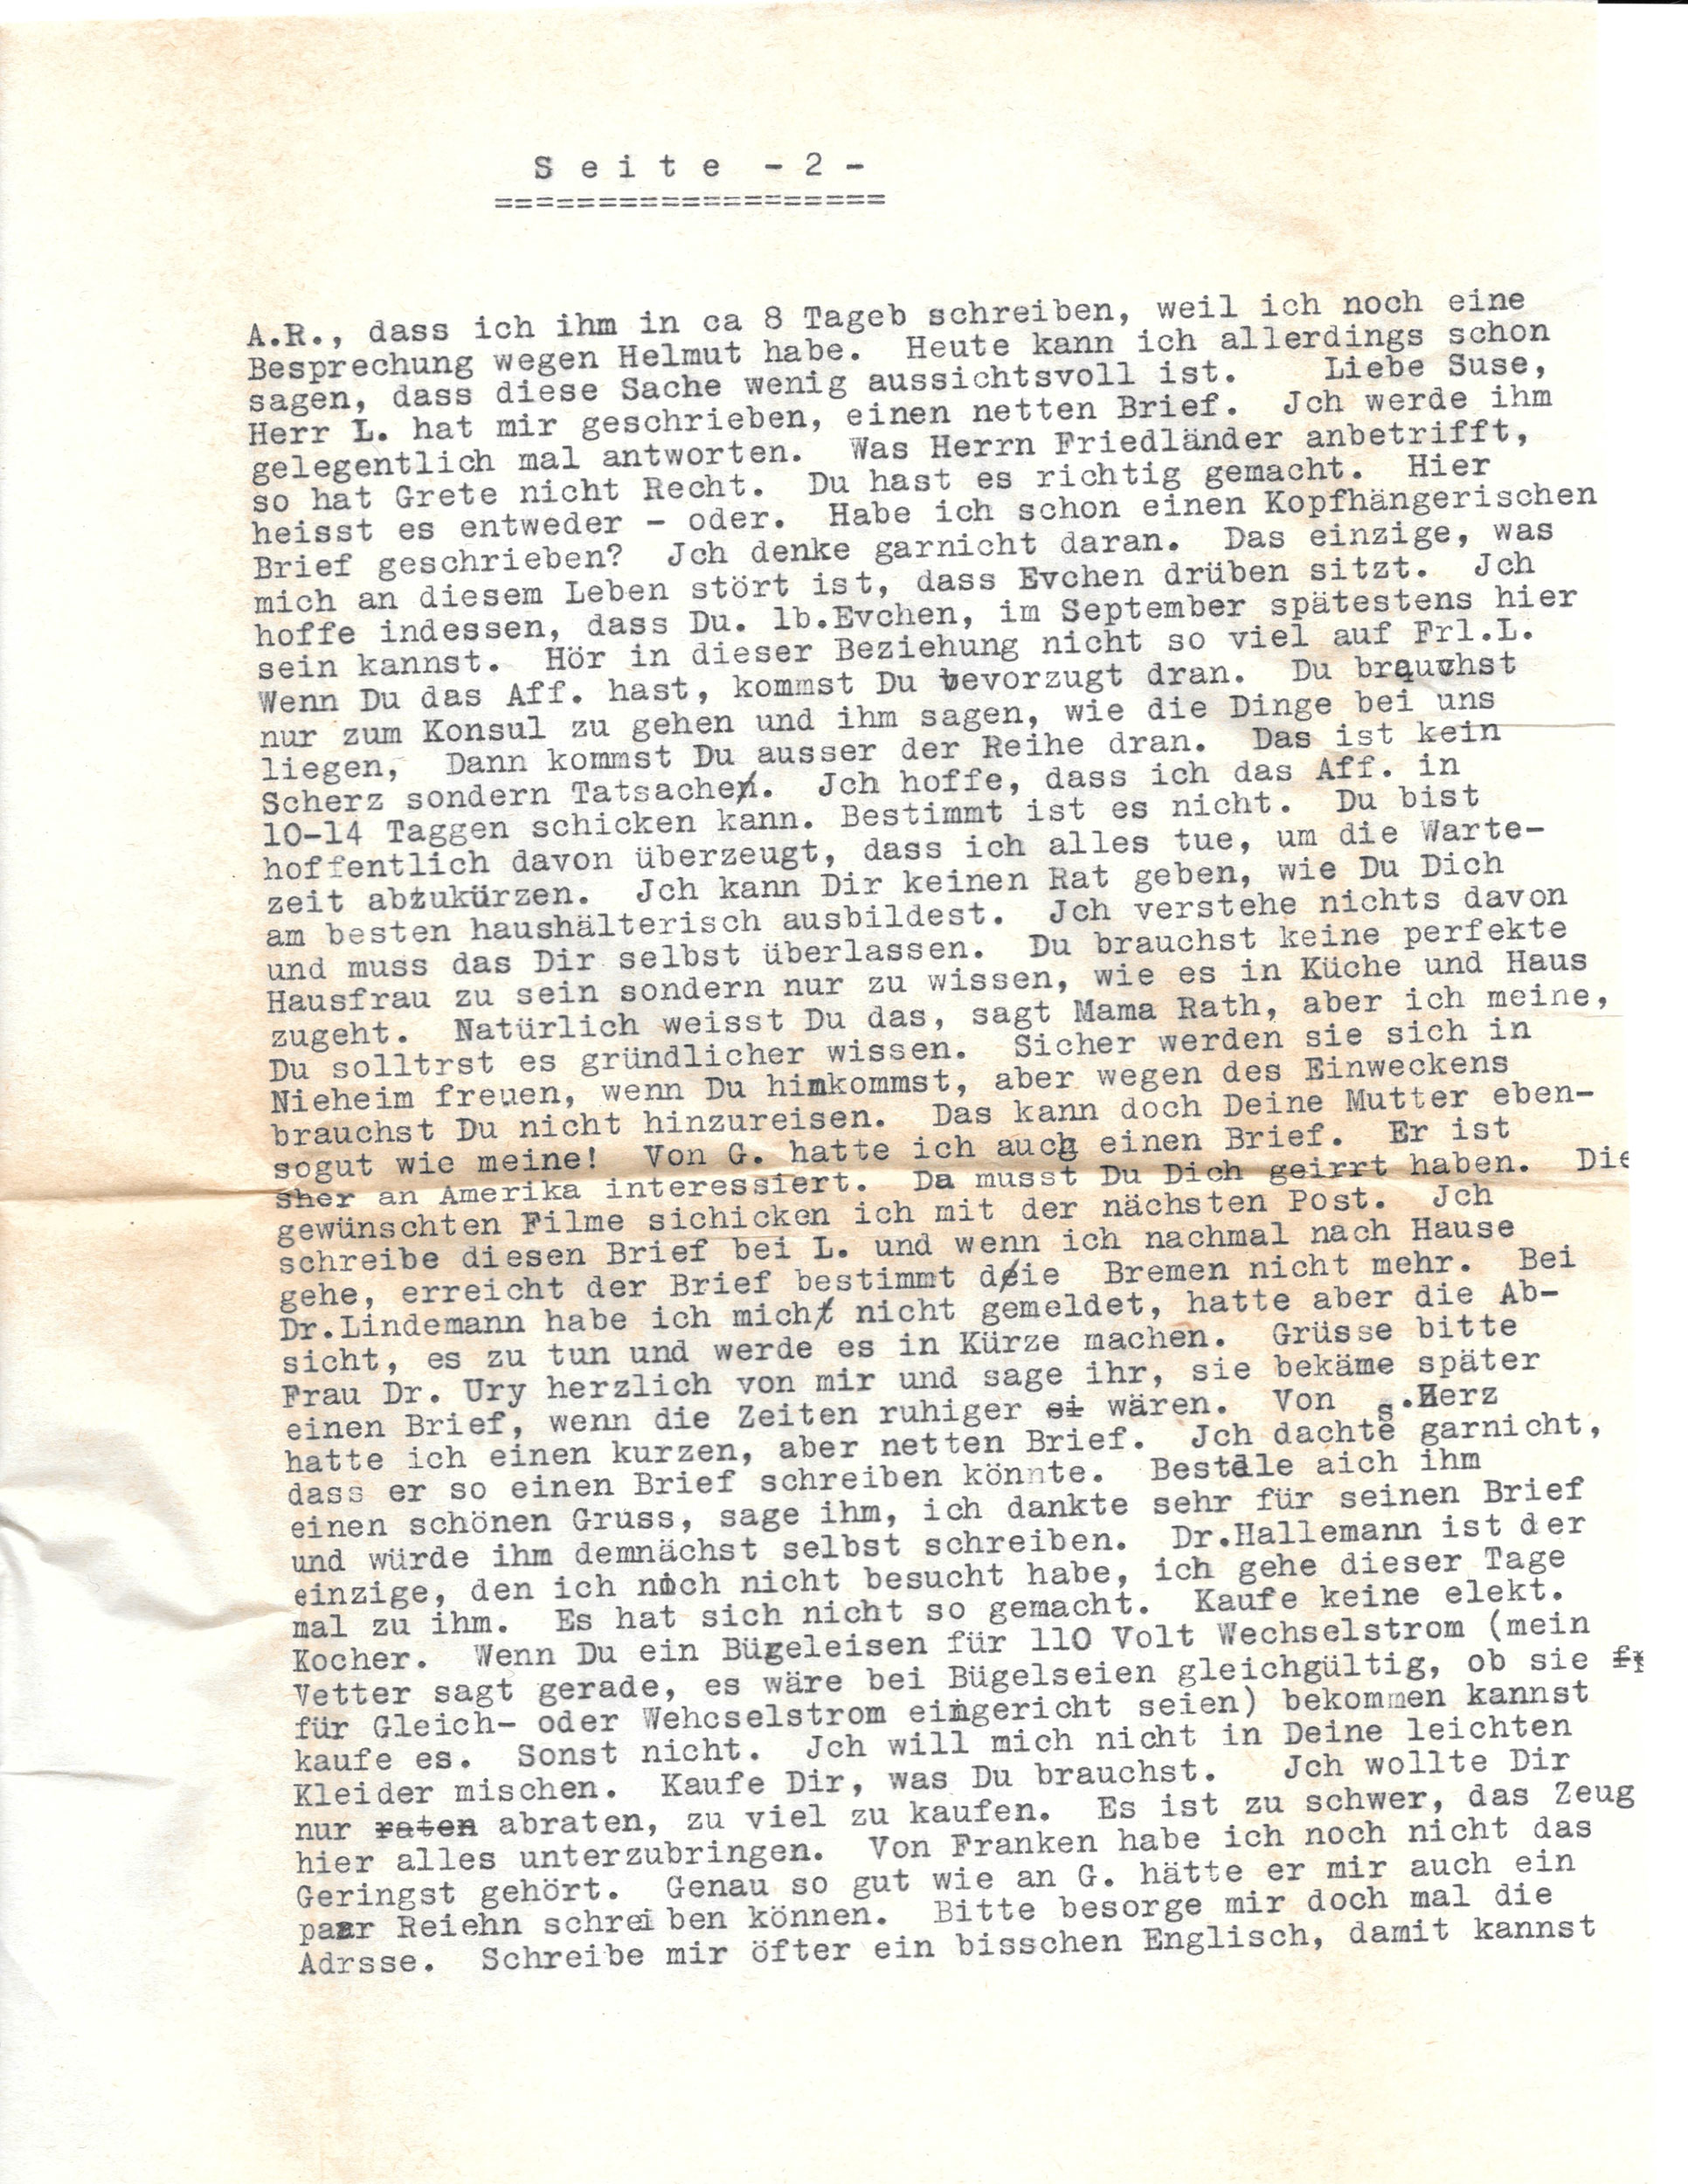 S e i t e  - 2 -
===================
A.R., dass ich ihm in ca 8 Tageb schreiben, weil ich noch eine
Besprechung wegen Helmut habe.  Heute kann ich allerdings schon
sagen, dass diese Sache wenig aussichtsvoll ist.    Liebe Suse,
Herr L. hat mir geschrieben, einen netten Brief.  Jch werde ihm
gelegentlich mal antworten.  Was Herrn Friedländer anbetrifft,
so hat Grete nicht Recht.  Du hast es richtig gemacht.  Hier
heisst es entweder - oder.  Habe ich schon einen Kopfhängerischen
Brief geschrieben?  Jch denke garnicht daran.  Das einzige, was
mich an diesem Leben stört ist, dass Evchen drüben sitzt.  Jch
hoffe indessen, dass Du. lb.Evchen, im September spätestens hier
sein kannst.  Hör in dieser Beziehung nicht so viel auf Frl.L.
Wenn Du das Aff. hast, kommst Du bevorzugt dran.  Du brauchst
nur zum Konsul zu gehen und ihm sagen, wie die Dinge bei uns
liegen,  Dann kommst Du ausser der Reihe dran.  Das ist kein
Scherz sondern Tatsachen.  Jch hoffe, dass ich das Aff. in
10-14 Taggen schicken kann. Bestimmt ist es nicht.  Du bist
hoffentlich davon überzeugt, dass ich alles tue, um die Warte-
zeit abzukürzen.  Jch kann Dir keinen Rat geben, wie Du Dich
am besten haushälterisch ausbildest.  Jch verstehe nichts davon
und muss das Dir selbst überlassen.  Du brauchst keine perfekte
Hausfrau zu sein sondern nur zu wissen, wie es in Küche und Haus
zugeht.  Natürlich weisst Du das, sagt Mama Rath, aber ich meine,
Du solltrst es gründlicher wissen.  Sicher werden sie sich in
Nieheim freuen, wenn Du hinkommst, aber wegen des Einweckens
brauchst Du nicht hinzureisen.  Das kann doch Deine Mutter eben-
sogut wie meine!  Von G. hatte ich auch einen Brief.  Er ist
sher an Amerika interessiert.  Da musst Du Dich geirrt haben.  Die
gewünschten Filme sichicken ich mit der nächsten Post.  Jch
schreibe diesen Brief bei L. und wenn ich nachmal nach Hause
gehe, erreicht der Brief bestimmt deie  Bremen nicht mehr.  Bei
Dr.Lindemann habe ich micht nicht gemeldet, hatte aber die Ab-
sicht, es zu tun und werde es in Kürze machen.  Grüsse bitte
Frau Dr. Ury herzlich von mir und sage ihr, sie bekäme später
einen Brief, wenn die Zeiten ruhiger si wären.  Von  s.Herz
hatte ich einen kurzen, aber netten Brief.  Jch dachte garnicht,
dass er so einen Brief schreiben könnte.  Bestelle aich ihm
einen schönen Gruss, sage ihm, ich dankte sehr für seinen Brief
und würde ihm demnächst selbst schreiben.  Dr.Hallemann ist der
einzige, den ich noch nicht besucht habe, ich gehe dieser Tage
mal zu ihm.  Es hat sich nicht so gemacht.  Kaufe keine elekt.
Kocher.  Wenn Du ein Bügeleisen für 110 Volt Wechselstrom (mein
Vetter sagt gerade, es wäre bei Bügelseien gleichgültig, ob sie fr
für Gleich- oder Wehcselstrom eingericht seien) bekommen kannst
kaufe es.  Sonst nicht.  Jch will mich nicht in Deine leichten
Kleider mischen.  Kaufe Dir, was Du brauchst.   Jch wollte Dir
nur raten abraten, zu viel zu kaufen.  Es ist zu schwer, das Zeug
hier alles unterzubringen.  Von Franken habe ich noch nicht das
Geringst gehört.  Genau so gut wie an G. hätte er mir auch ein
paar Reiehn schreiben können.  Bitte besorge mir doch mal die
Adrsse.  Schreibe mir öfter ein bisschen Englisch, damit kannst